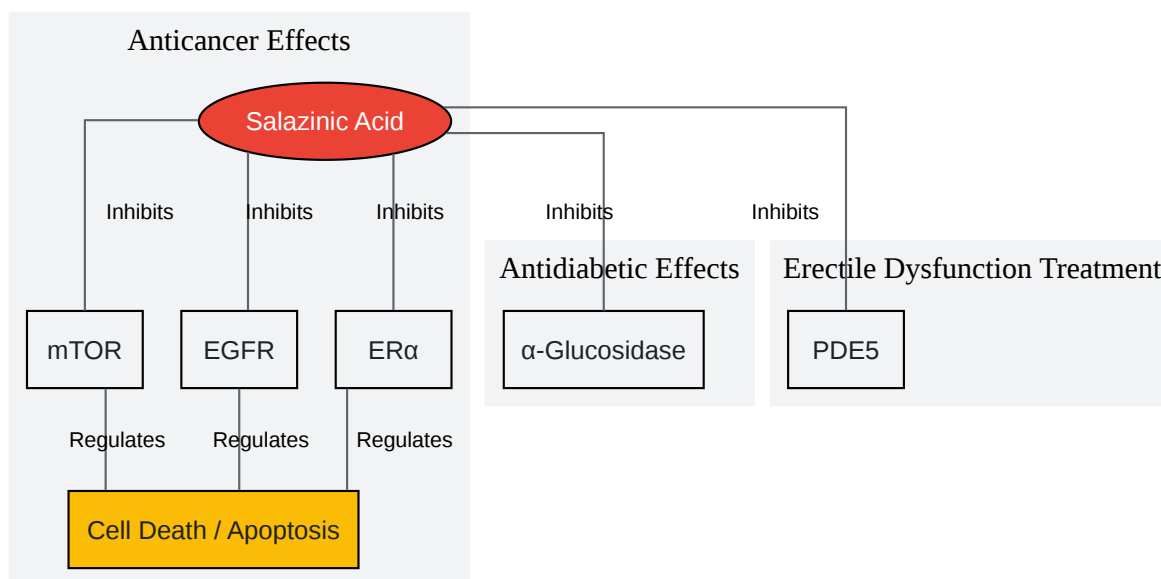 Anticancer Effects
Salazinic Acid
Inhibits
Inhibits
Inhibits
Inhibits
Inhibits
Antidiabetic Effects
Erectile Dysfunction Treatment
mTOR
EGFR
ERα
α-Glucosidase
PDE5
Regulates
Regulates
Regulates
Cell Death / Apoptosis